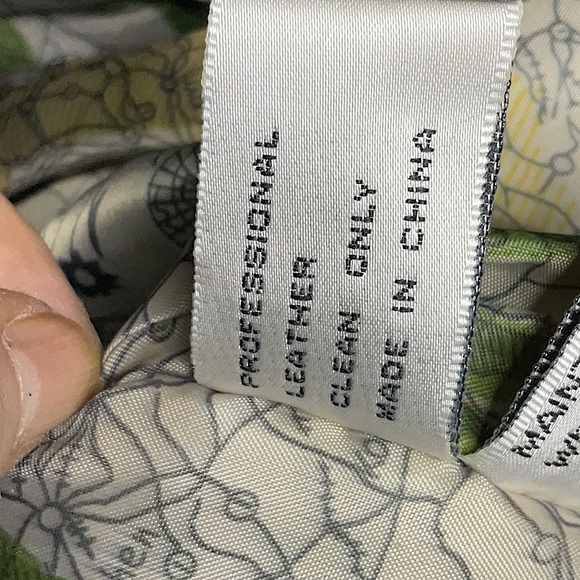 PROFESSIONAL
LEATHER
CLEAN ONLY
MADE IN CHINA